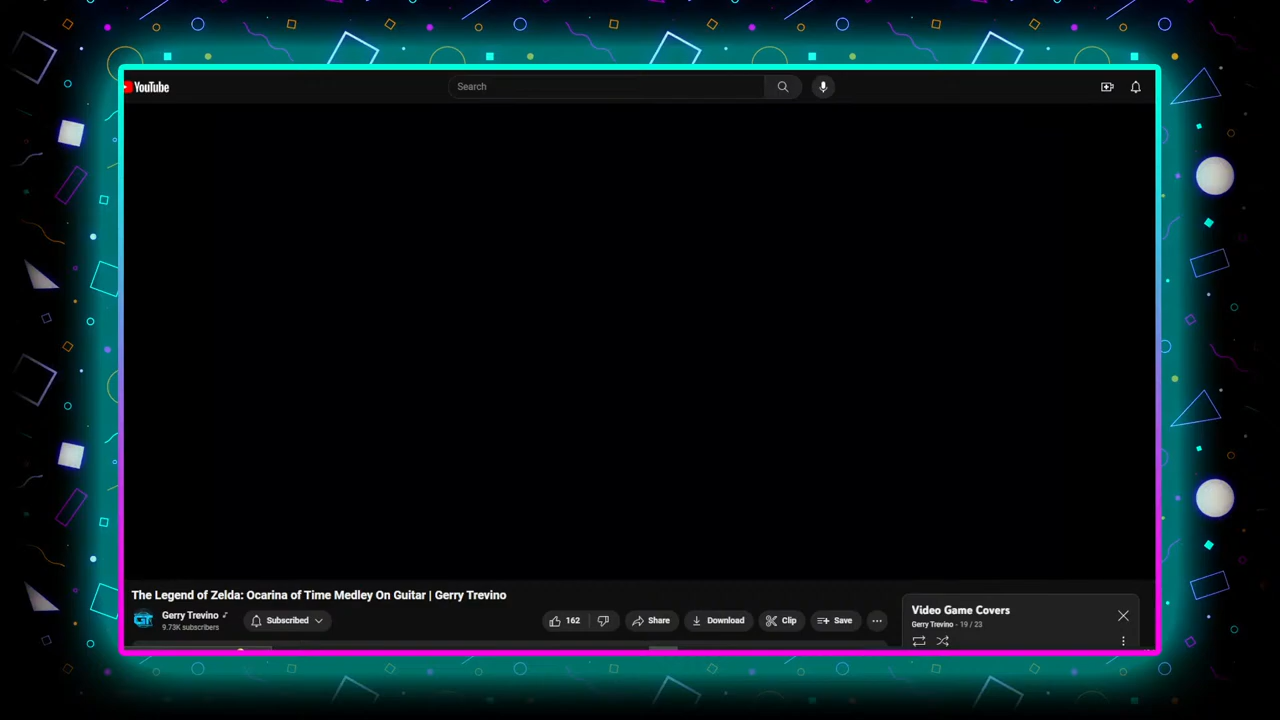 YouTube
Search
The Legend of Zelda: Ocarina of Time Medley On Guitar | Gerry Trevino
GT
Gerry Trevino
9.73K subscribers
Subscribed
162
Share
Download
Clip
Save
Video Game Covers
Gerry Trevino - 19 / 23